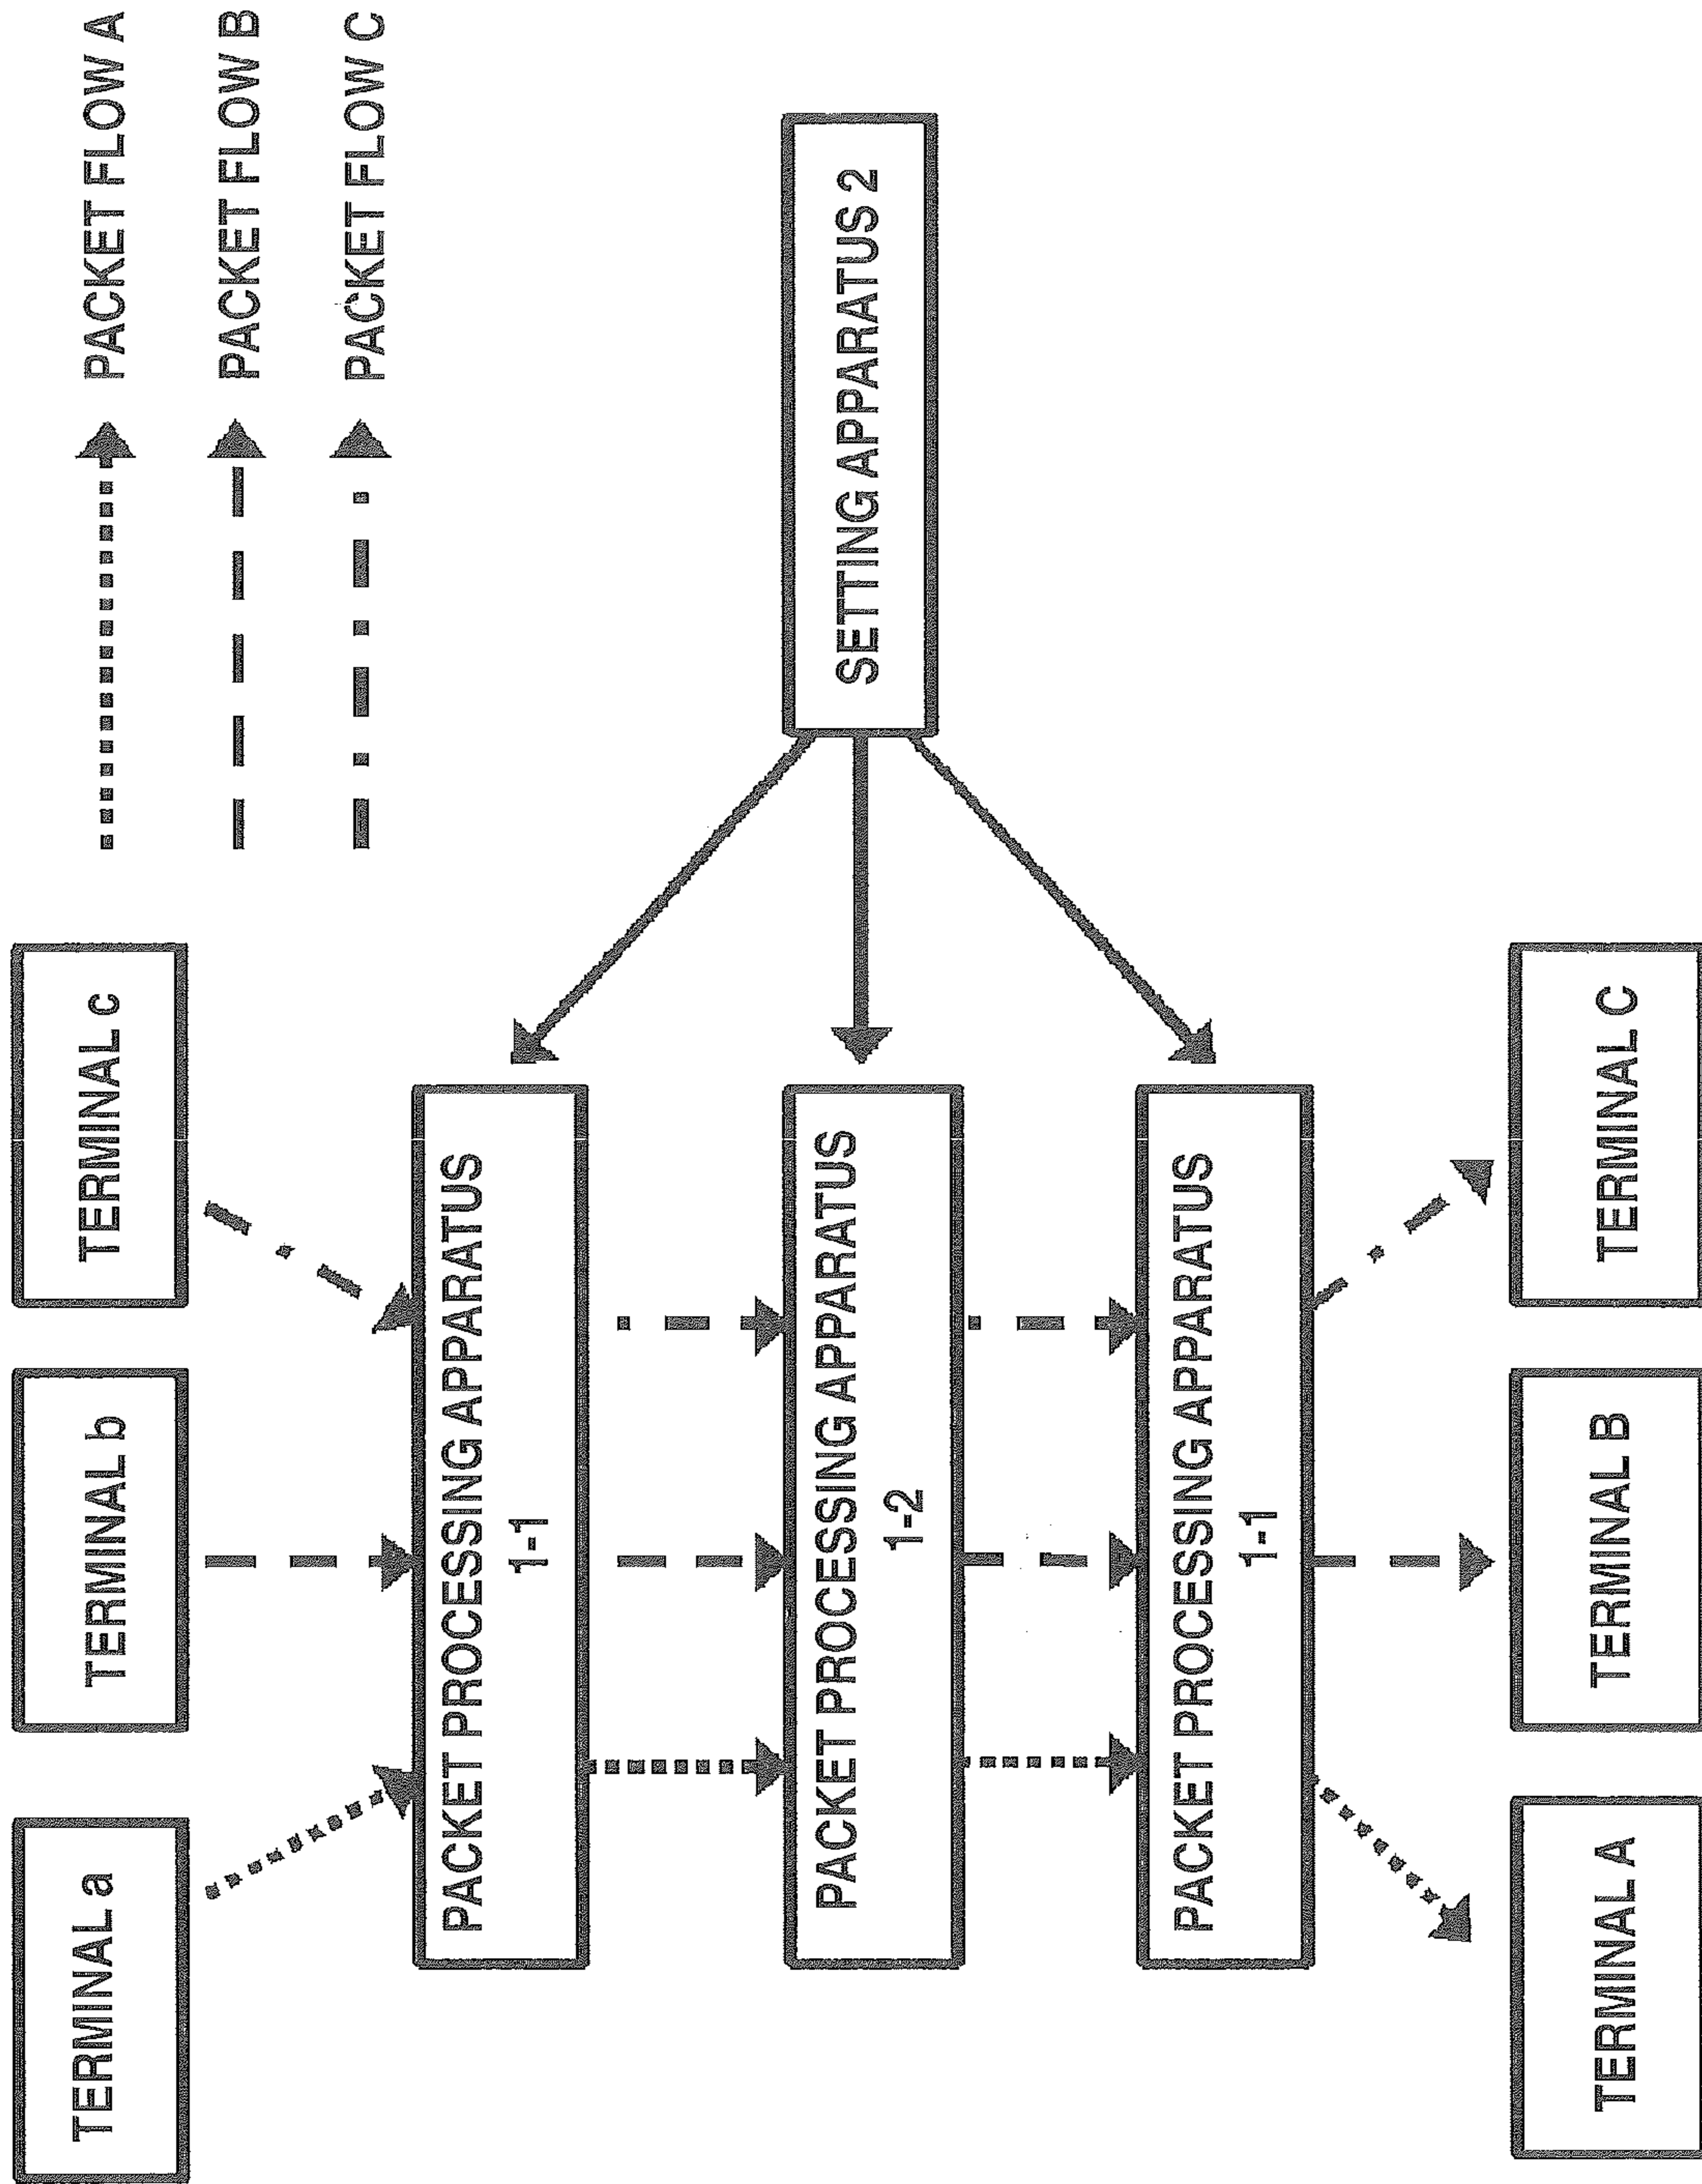 TERMINAL a
TERMINAL b
TERMINAL c
PACKET FLOW A
PACKET FLOW B
PACKET FLOW C
PACKET PROCESSING APPARATUS
1-1
PACKET PROCESSING APPARATUS
1-2
SETTING APPARATUS 2
PACKET PROCESSING APPARATUS
1-1
TERMINAL A
TERMINAL B
TERMINAL C